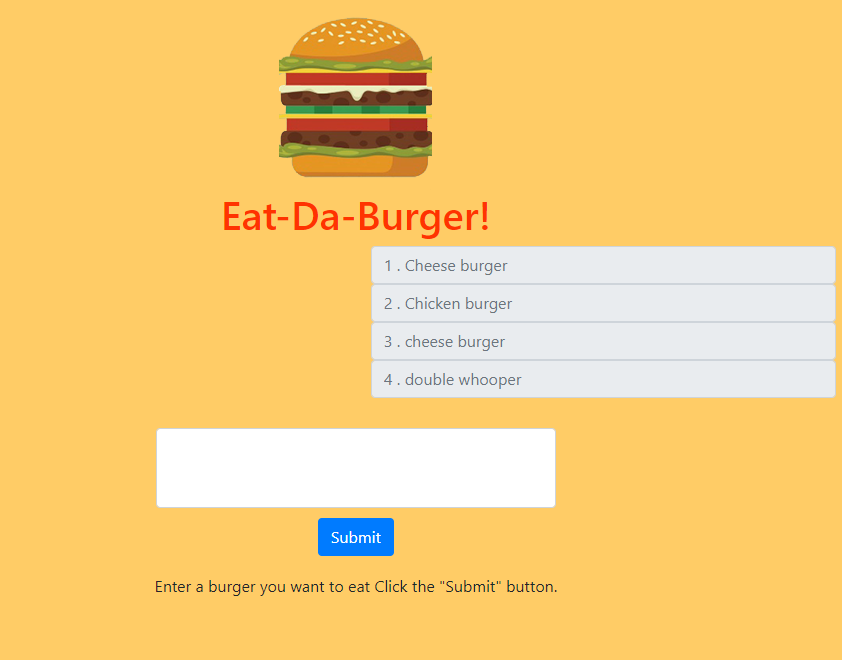 Eat-Da-Burger!
1 . Cheese burger
2 . Chicken burger
3 . cheese burger
4 . double whooper
Submit
Enter a burger you want to eat Click the "Submit" button.